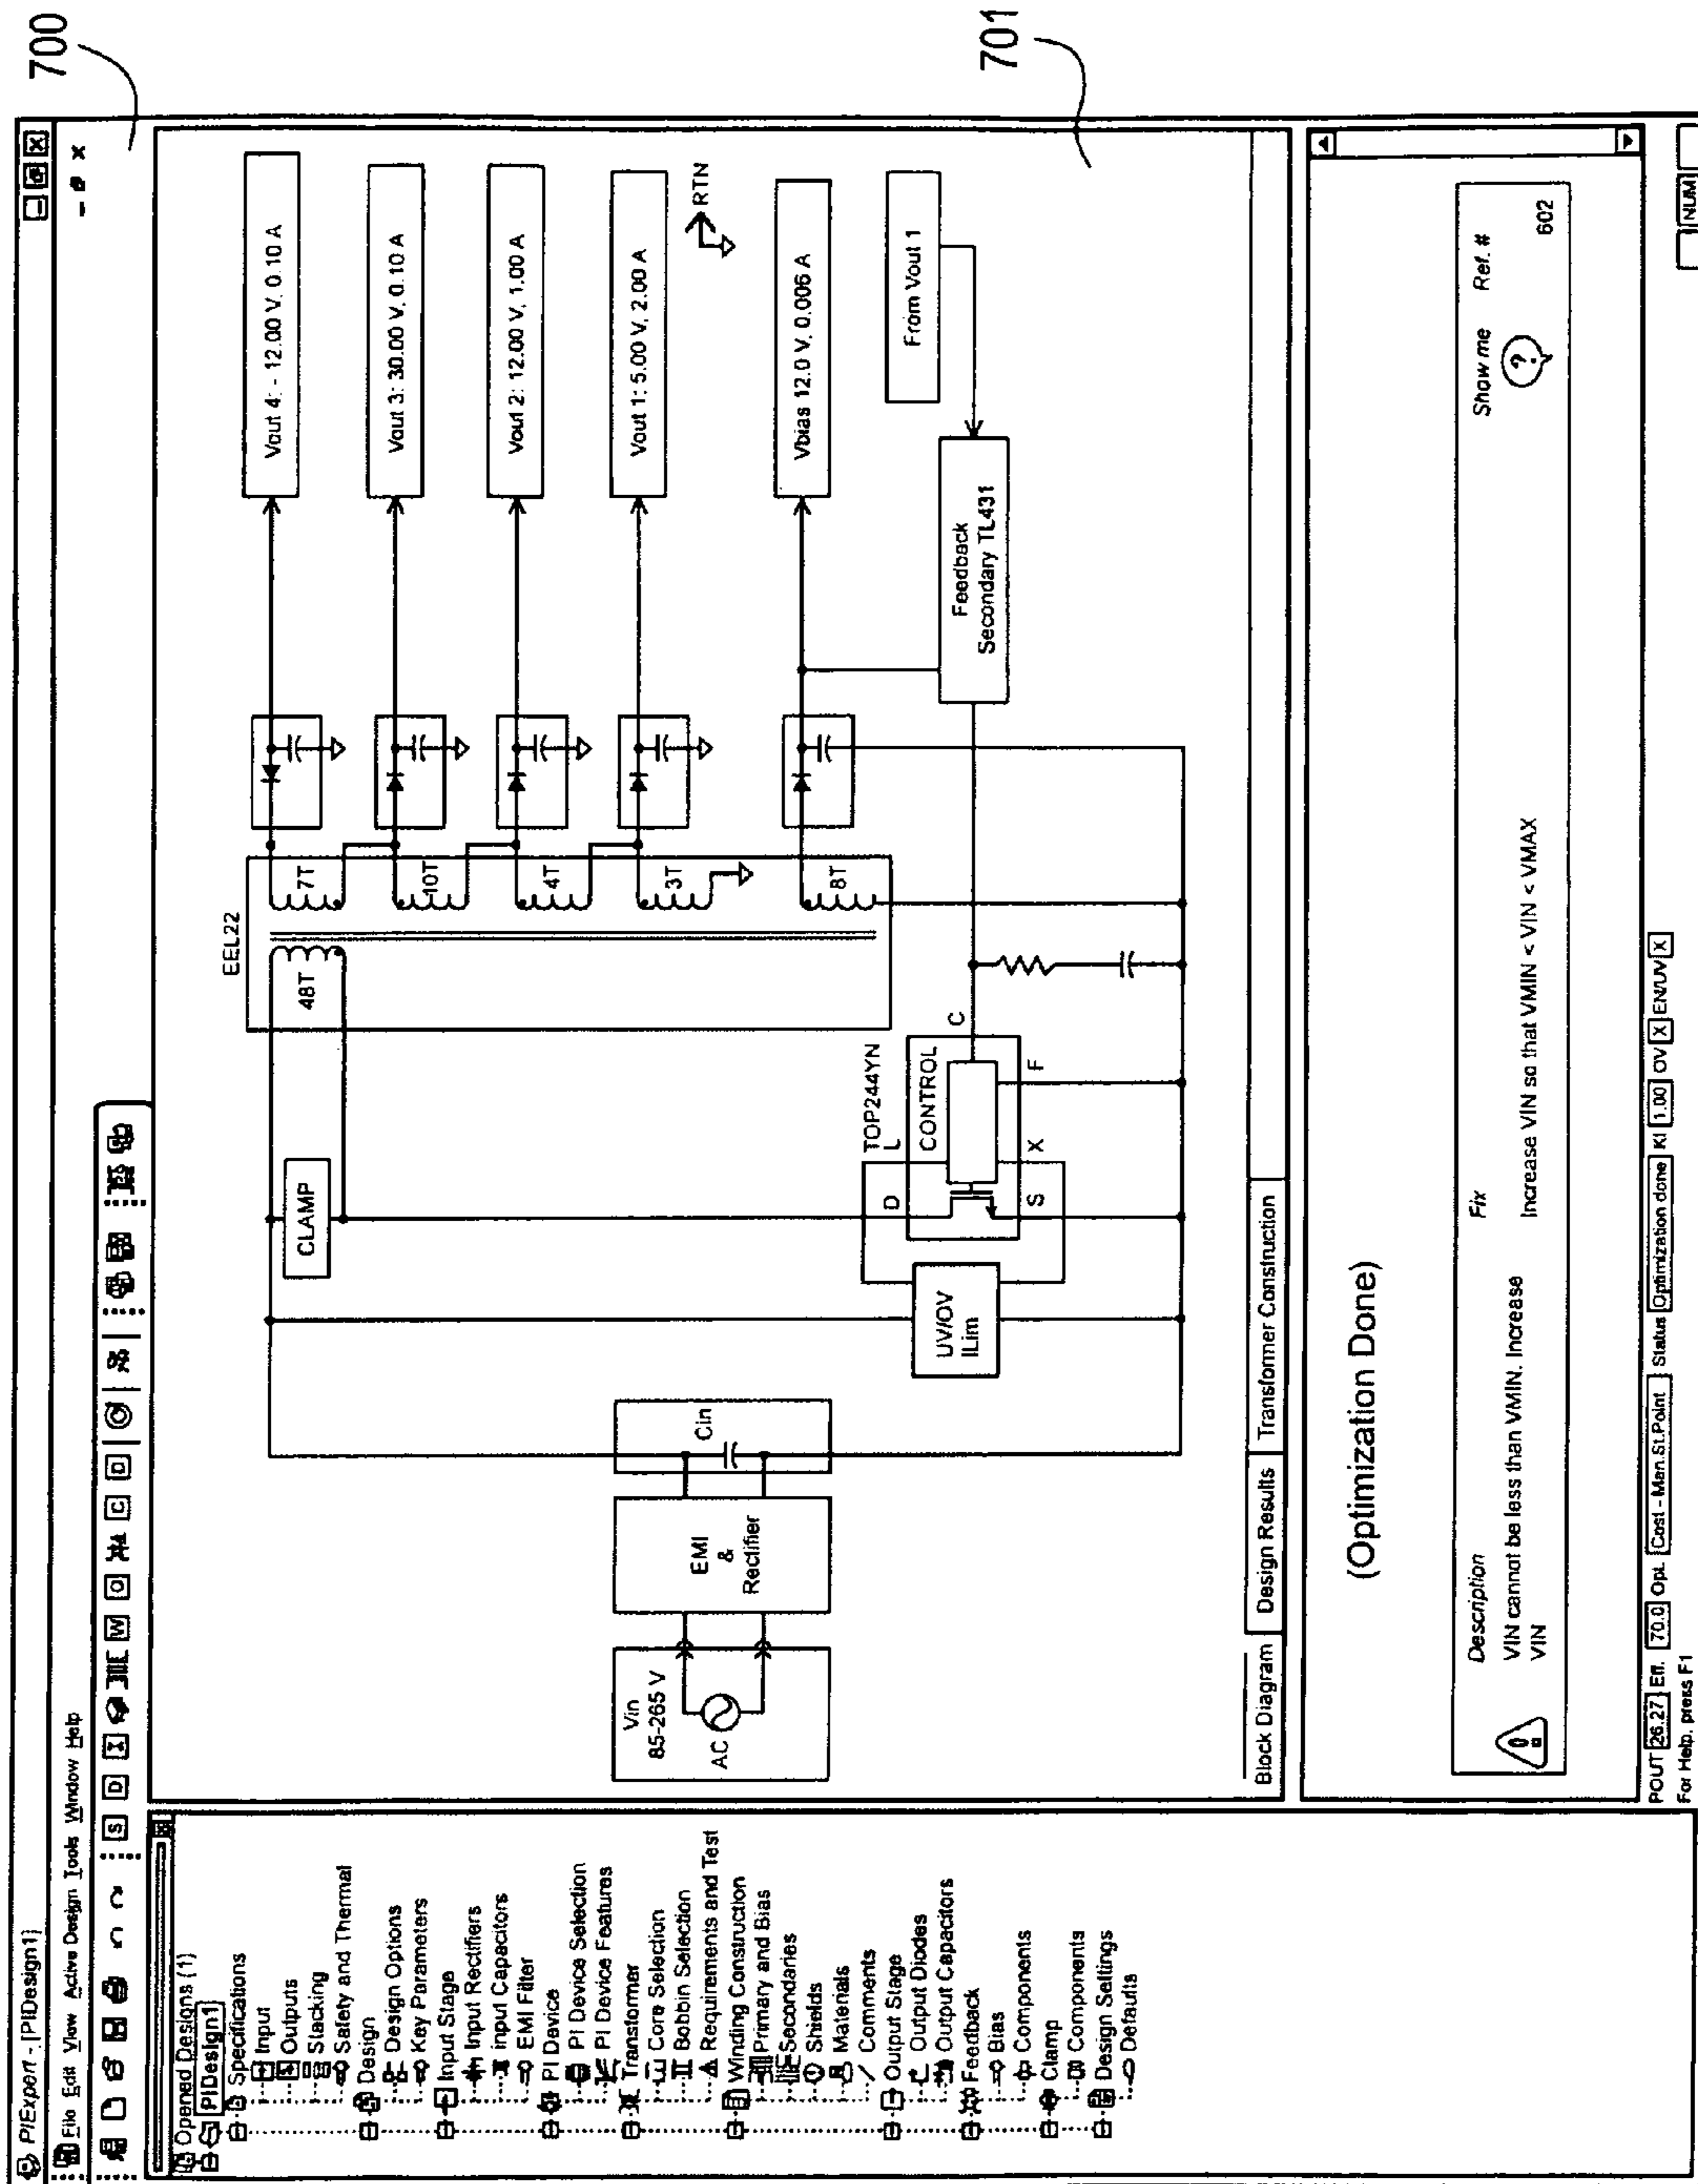 700
PIExpert - [PIDesign1]
File Edit View Active Design Tools Window Help
S D I W O C D
Opened Designs (1)
PIDesign1
Specifications
Input
Outputs
Stacking
Safety and Thermal
Design
Design Options
Key Parameters
Input Stage
Input Rectifiers
Input Capacitors
EMI Filter
PI Device
PI Device Selection
PI Device Features
Transformer
Core Selection
Bobbin Selection
Requirements and Test
Winding Construction
Primary and Bias
Secondaries
Shields
Materials
Comments
Output Stage
Output Diodes
Output Capacitors
Feedback
Bias
Components
Clamp
Components
Design Settings
Defaults
EEL22
48T
7T
10T
4T
3T
8T
Vout 4: - 12.00 V, 0.10 A
Vout 3: 30.00 V, 0.10 A
Vout 2: 12.00 V, 1.00 A
Vout 1: 5.00 V, 2.00 A
RTN
Vbias 12.0 V, 0.006 A
From Vout 1
Feedback
Secondary TL431
CLAMP
Vin
85-265 V
AC
EMI
&
Rectifier
Cin
UV/OV
ILim
TOP244YN
L
D
CONTROL
C
S
X
F
701
Block Diagram
Design Results
Transformer Construction
(Optimization Done)
Description
Fix
Show me
Ref. #
VIN cannot be less than VMIN. Increase
VIN
Increase VIN so that VMIN < VIN < VMAX
?
602
POUT 26.27 Eff. 70.0 Opt. Cost - Man.St.Point Status Optimization done KI 1.00 OV X EN/UV X
For Help, press F1
NUM